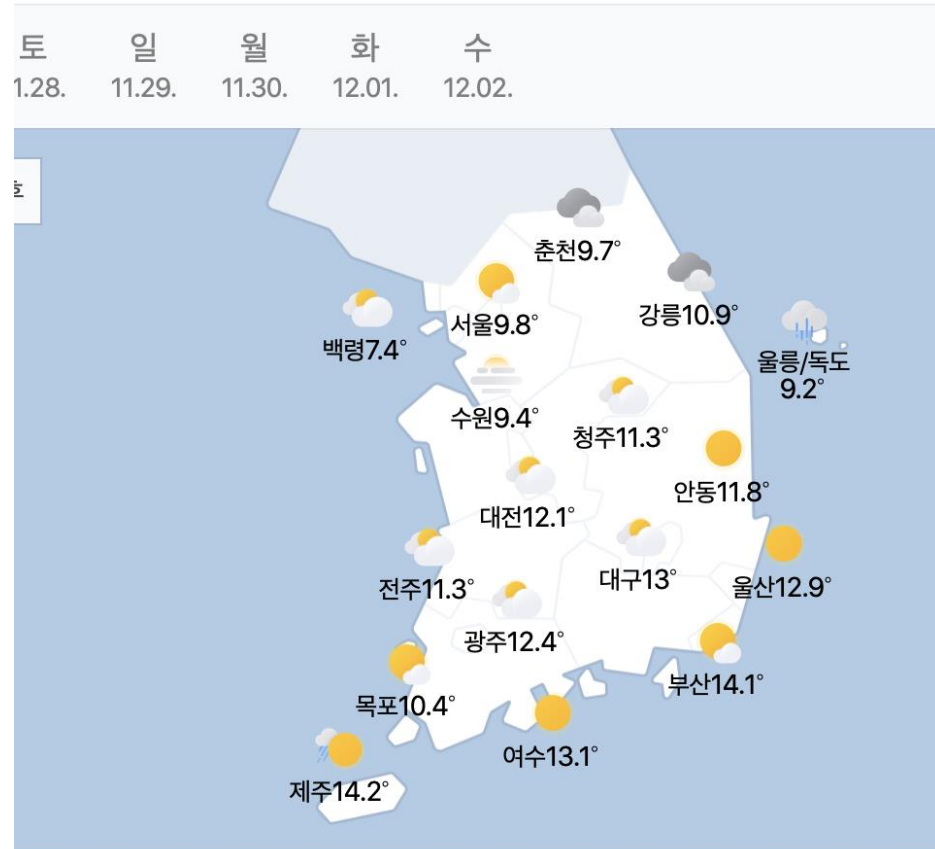 토 일 월 화 수
1.28. 11.29. 11.30. 12.01. 12.02.
춘천9.7°
강릉10.9°
서울9.8°
백령7.4°
울릉/독도
9.2°
수원9.4°
청주11.3°
안동11.8°
대전12.1°
전주11.3°
대구13°
울산12.9°
광주12.4°
부산14.1°
목포10.4°
여수13.1°
제주14.2°